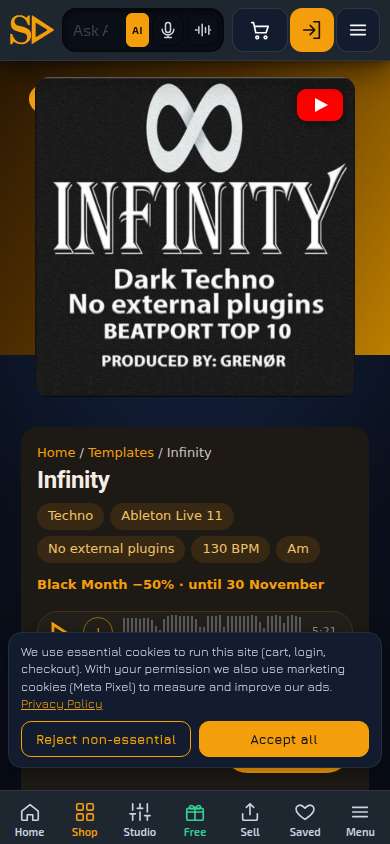 S
Ask A
AI
INFINITY
Dark Techno
No external plugins
BEATPORT TOP 10
PRODUCED BY: GRENØR
Home / Templates / Infinity
Infinity
Techno
Ableton Live 11
No external plugins
130 BPM
Am
Black Month −50% · until 30 November
5:21
We use essential cookies to run this site (cart, login,
checkout). With your permission we also use marketing
cookies (Meta Pixel) to measure and improve our ads.
Privacy Policy
Reject non-essential
Accept all
Home
Shop
Studio
Free
Sell
Saved
Menu